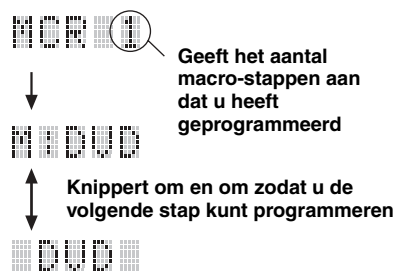 MCR 1
Geeft het aantal
macro-stappen aan
dat u heeft
geprogrammeerd
M:DVD
Knippert om en om zodat u de
volgende stap kunt programmeren
DVD